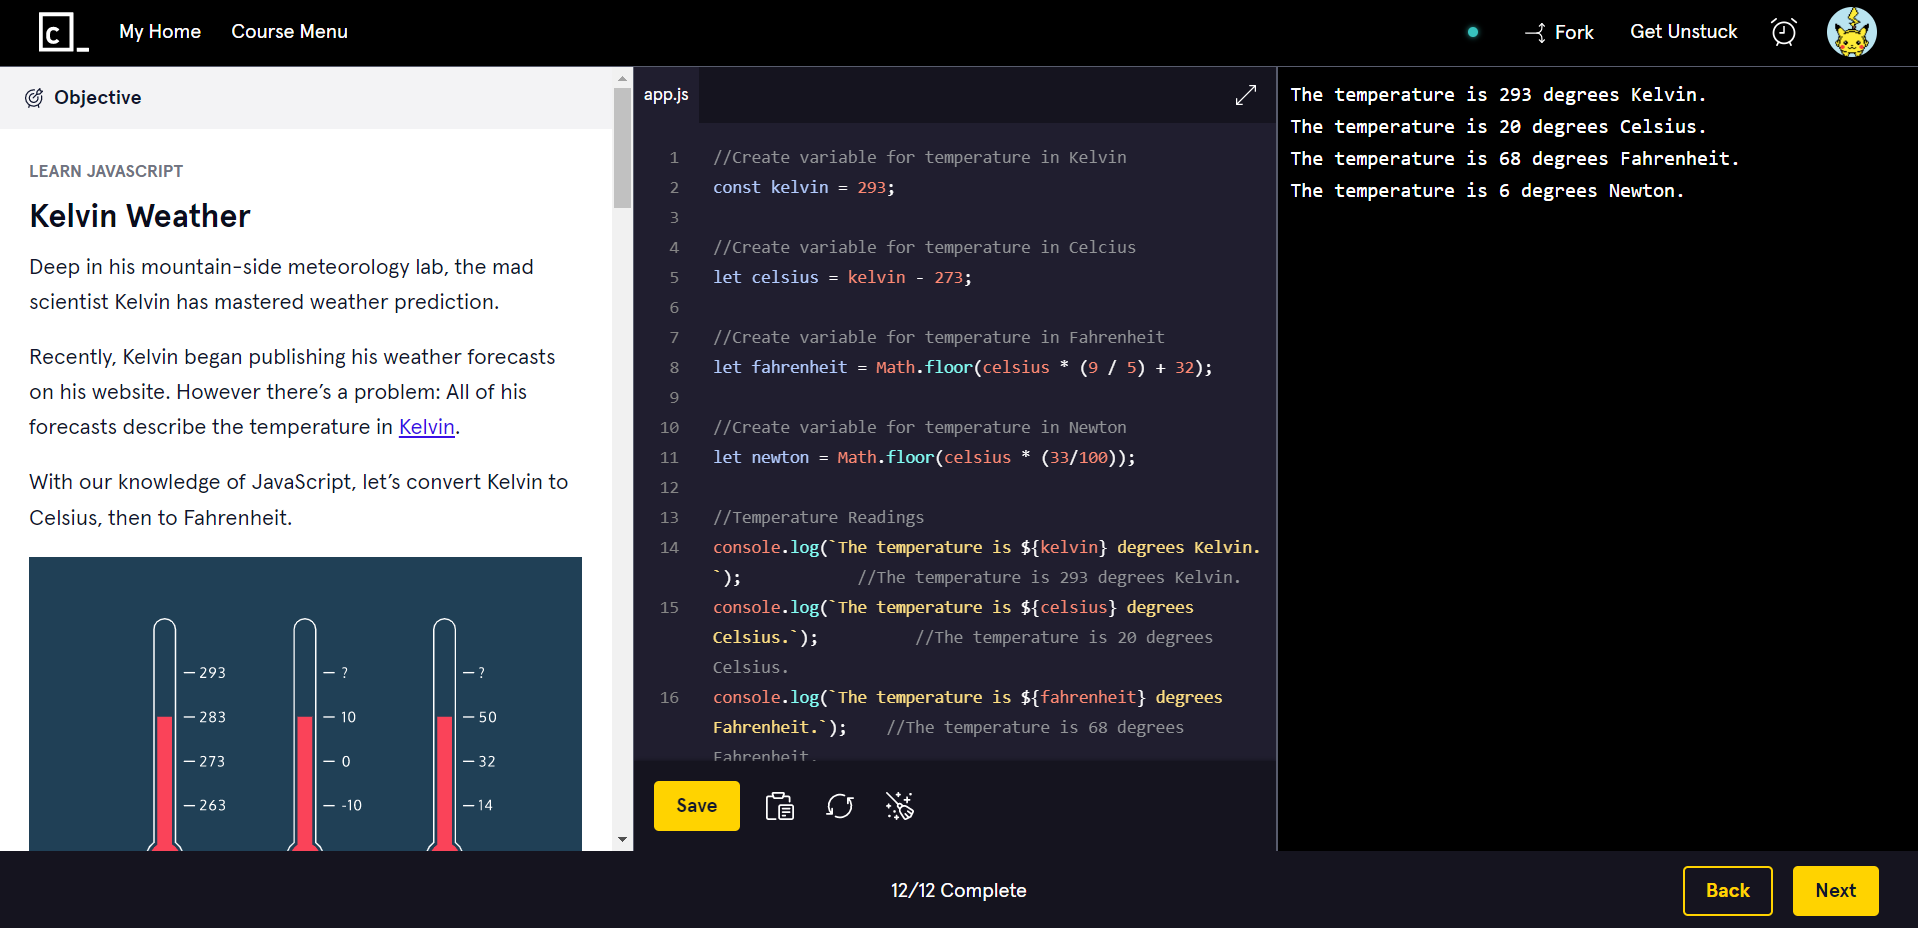 c_ My Home Course Menu Fork Get Unstuck
Objective
LEARN JAVASCRIPT
Kelvin Weather
Deep in his mountain-side meteorology lab, the mad
scientist Kelvin has mastered weather prediction.
Recently, Kelvin began publishing his weather forecasts
on his website. However there’s a problem: All of his
forecasts describe the temperature in Kelvin.
With our knowledge of JavaScript, let’s convert Kelvin to
Celsius, then to Fahrenheit.
293 ? ?
283 10 50
273 0 32
263 -10 14
app.js
1 //Create variable for temperature in Kelvin
2 const kelvin = 293;
3
4 //Create variable for temperature in Celcius
5 let celsius = kelvin - 273;
6
7 //Create variable for temperature in Fahrenheit
8 let fahrenheit = Math.floor(celsius * (9 / 5) + 32);
9
10 //Create variable for temperature in Newton
11 let newton = Math.floor(celsius * (33/100));
12
13 //Temperature Readings
14 console.log(`The temperature is ${kelvin} degrees Kelvin.
`); //The temperature is 293 degrees Kelvin.
15 console.log(`The temperature is ${celsius} degrees
Celsius.`); //The temperature is 20 degrees
Celsius.
16 console.log(`The temperature is ${fahrenheit} degrees
Fahrenheit.`); //The temperature is 68 degrees
Fahrenheit.
Save
The temperature is 293 degrees Kelvin.
The temperature is 20 degrees Celsius.
The temperature is 68 degrees Fahrenheit.
The temperature is 6 degrees Newton.
12/12 Complete
Back Next